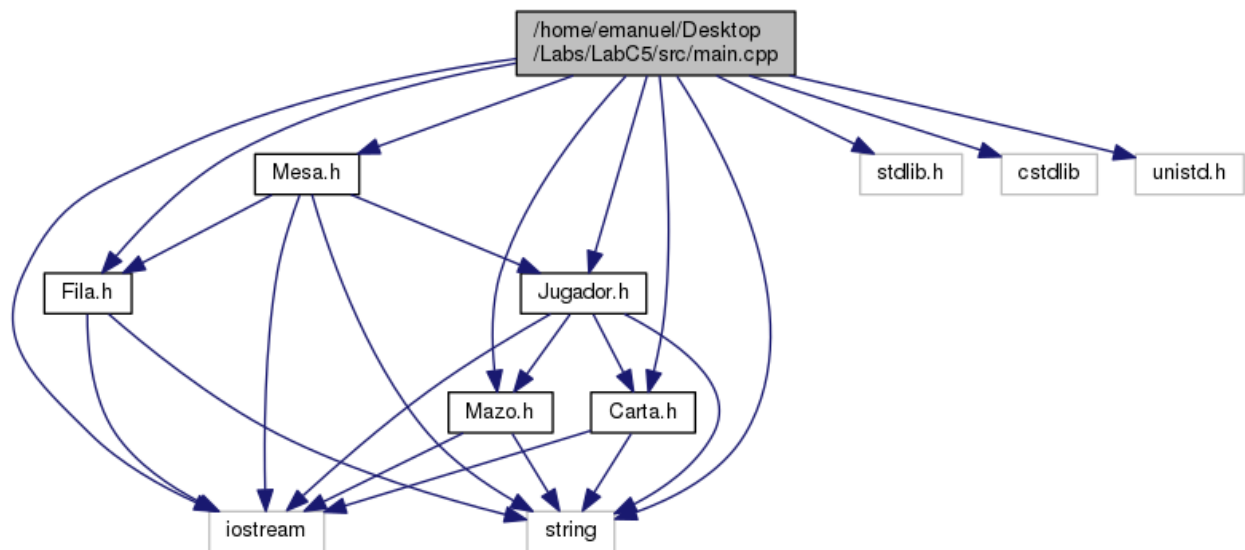 /home/emanuel/Desktop
/Labs/LabC5/src/main.cpp
Mesa.h
stdlib.h
cstdlib
unistd.h
Fila.h
Jugador.h
Mazo.h
Carta.h
iostream
string